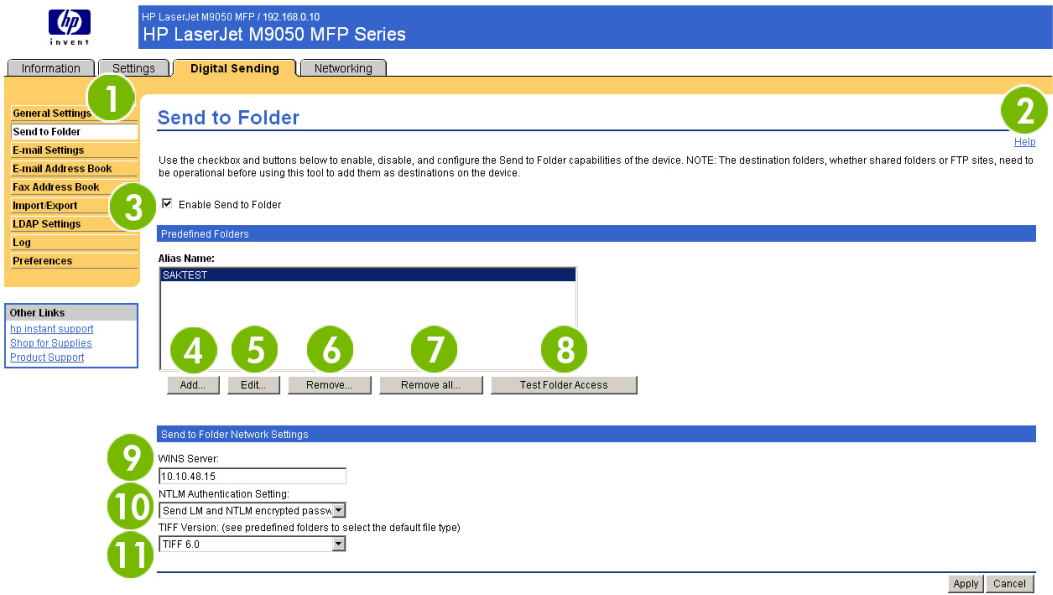 hp
invent
HP LaserJet M9050 MFP / 192.168.0.10
HP LaserJet M9050 MFP Series
Information
Settings
Digital Sending
Networking
1
General Settings
Send to Folder
E-mail Settings
E-mail Address Book
Fax Address Book
Import/Export
LDAP Settings
Log
Preferences
Other Links
hp instant support
Shop for Supplies
Product Support
Send to Folder
2
Help
Use the checkbox and buttons below to enable, disable, and configure the Send to Folder capabilities of the device. NOTE: The destination folders, whether shared folders or FTP sites, need to
be operational before using this tool to add them as destinations on the device.
3
Enable Send to Folder
Predefined Folders
Alias Name:
SAKTEST
4
5
6
7
8
Add...
Edit...
Remove...
Remove all...
Test Folder Access
Send to Folder Network Settings
9
WINS Server:
10.10.48.15
10
NTLM Authentication Setting:
Send LM and NTLM encrypted passw
TIFF Version: (see predefined folders to select the default file type)
11
TIFF 6.0
Apply
Cancel